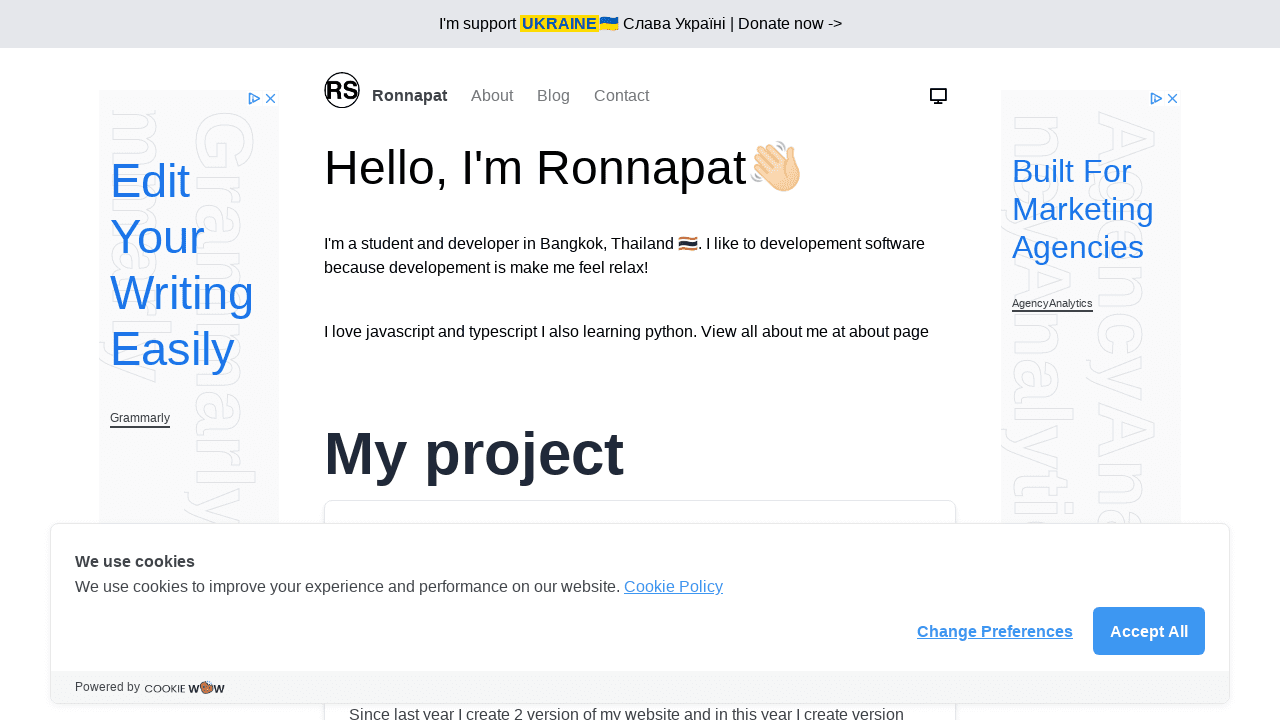 I'm support UKRAINE🇺🇦 Слава Україні | Donate now ->
RS Ronnapat About Blog Contact
Hello, I'm Ronnapat👋🏻
I'm a student and developer in Bangkok, Thailand 🇹🇭. I like to developement software
because developement is make me feel relax!
I love javascript and typescript I also learning python. View all about me at about page
My project
Edit
Your
Writing
Easily
Grammarly
Grammarly
Grammarly
Built For
Marketing
Agencies
AgencyAnalytics
AgencyAna
We use cookies
We use cookies to improve your experience and performance on our website. Cookie Policy
Change Preferences Accept All
Powered by COOKIE WOW
Since last year I create 2 version of my website and in this year I create version